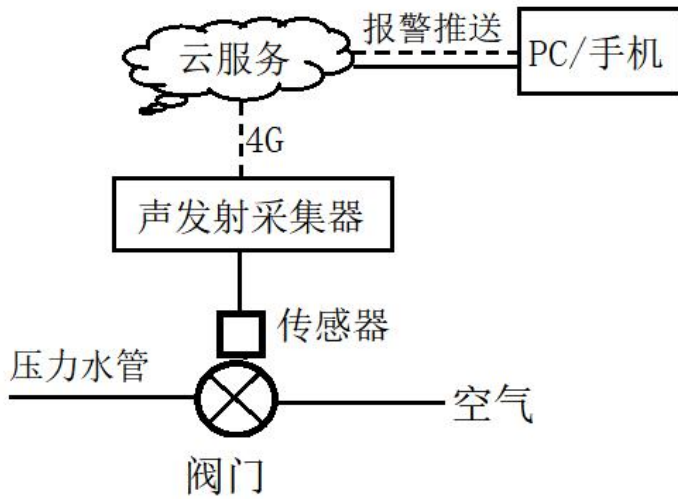 报警推送
云服务
PC/手机
4G
声发射采集器
传感器
压力水管
空气
阀门